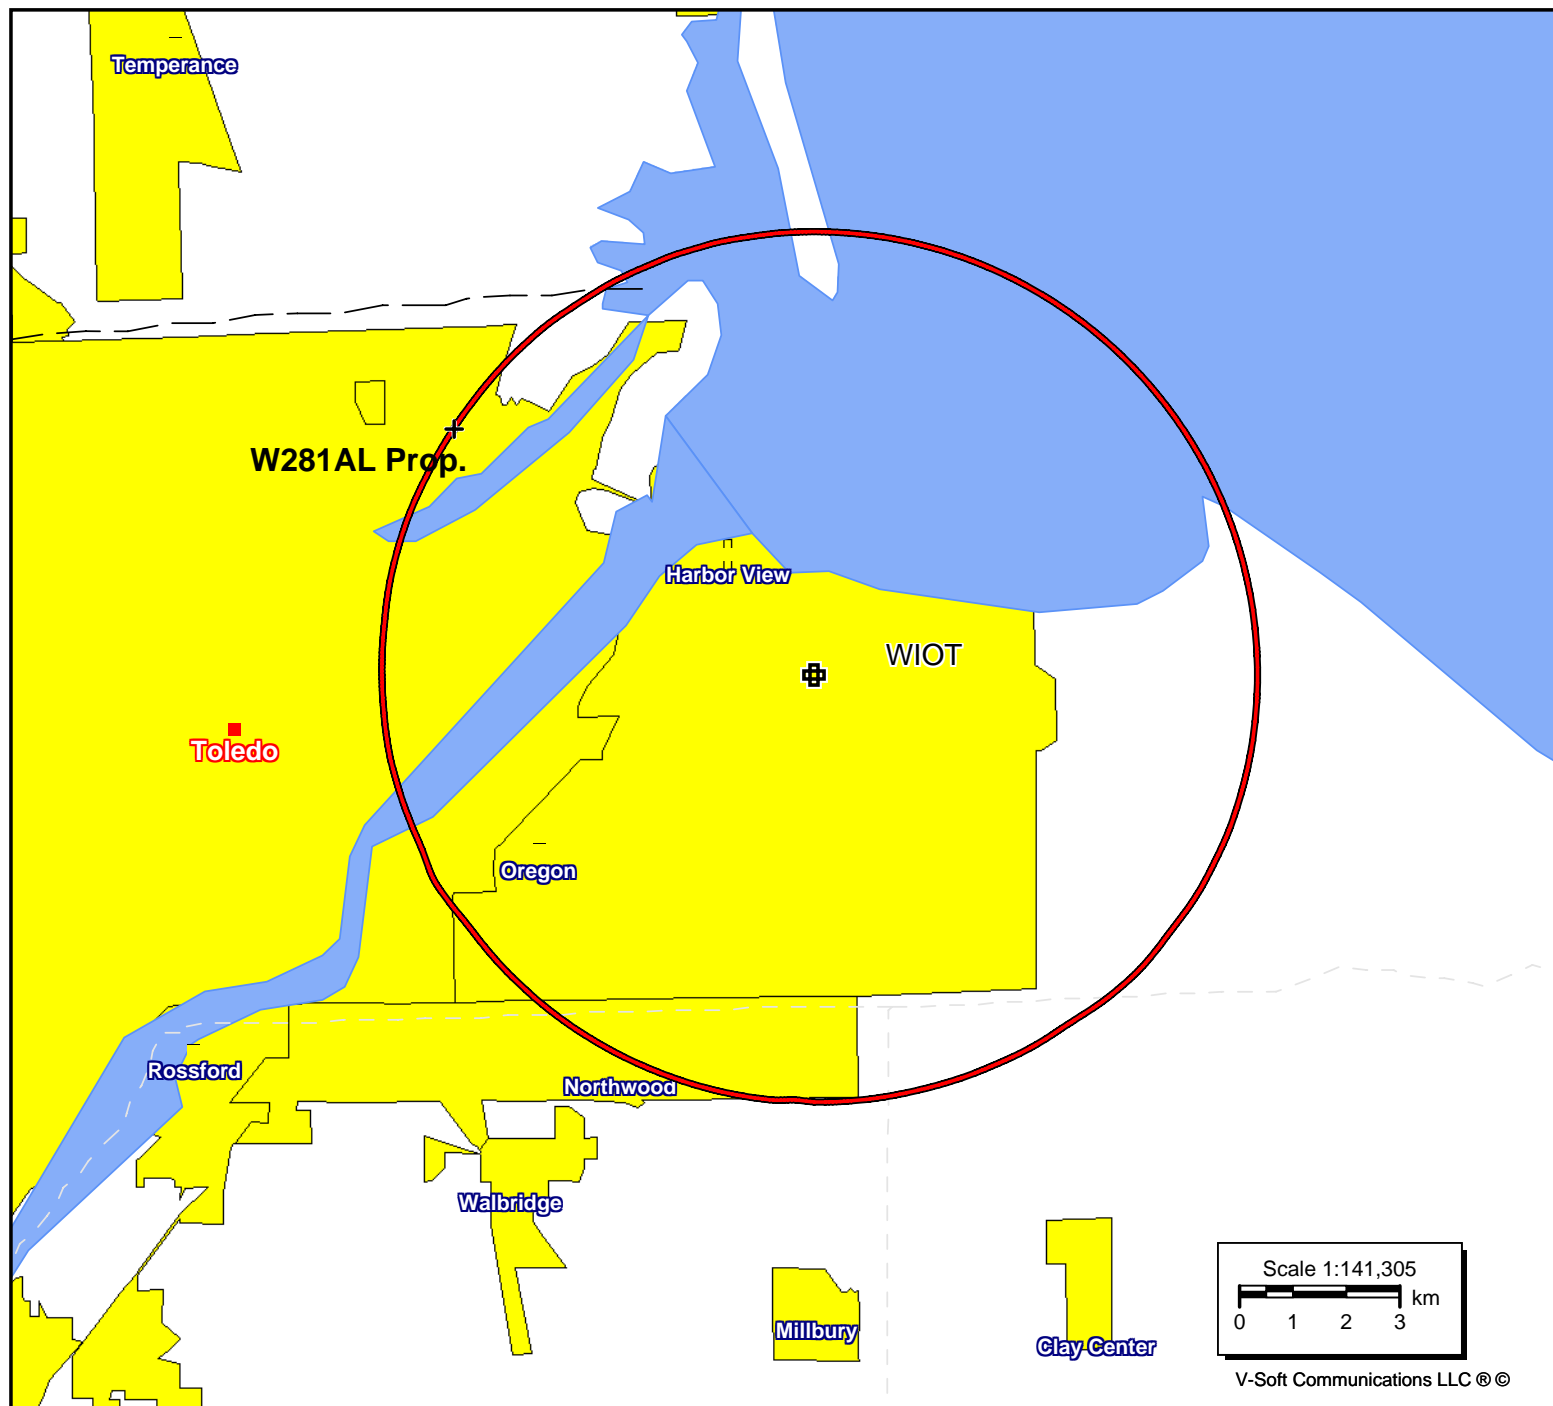 Temperance
W281AL Prop.
Harbor View
WIOT
Toledo
Oregon
Rossford
Northwood
Walbridge
Millbury
Clay Center
Scale 1:141,305
km
0 1 2 3
V-Soft Communications LLC ® ©